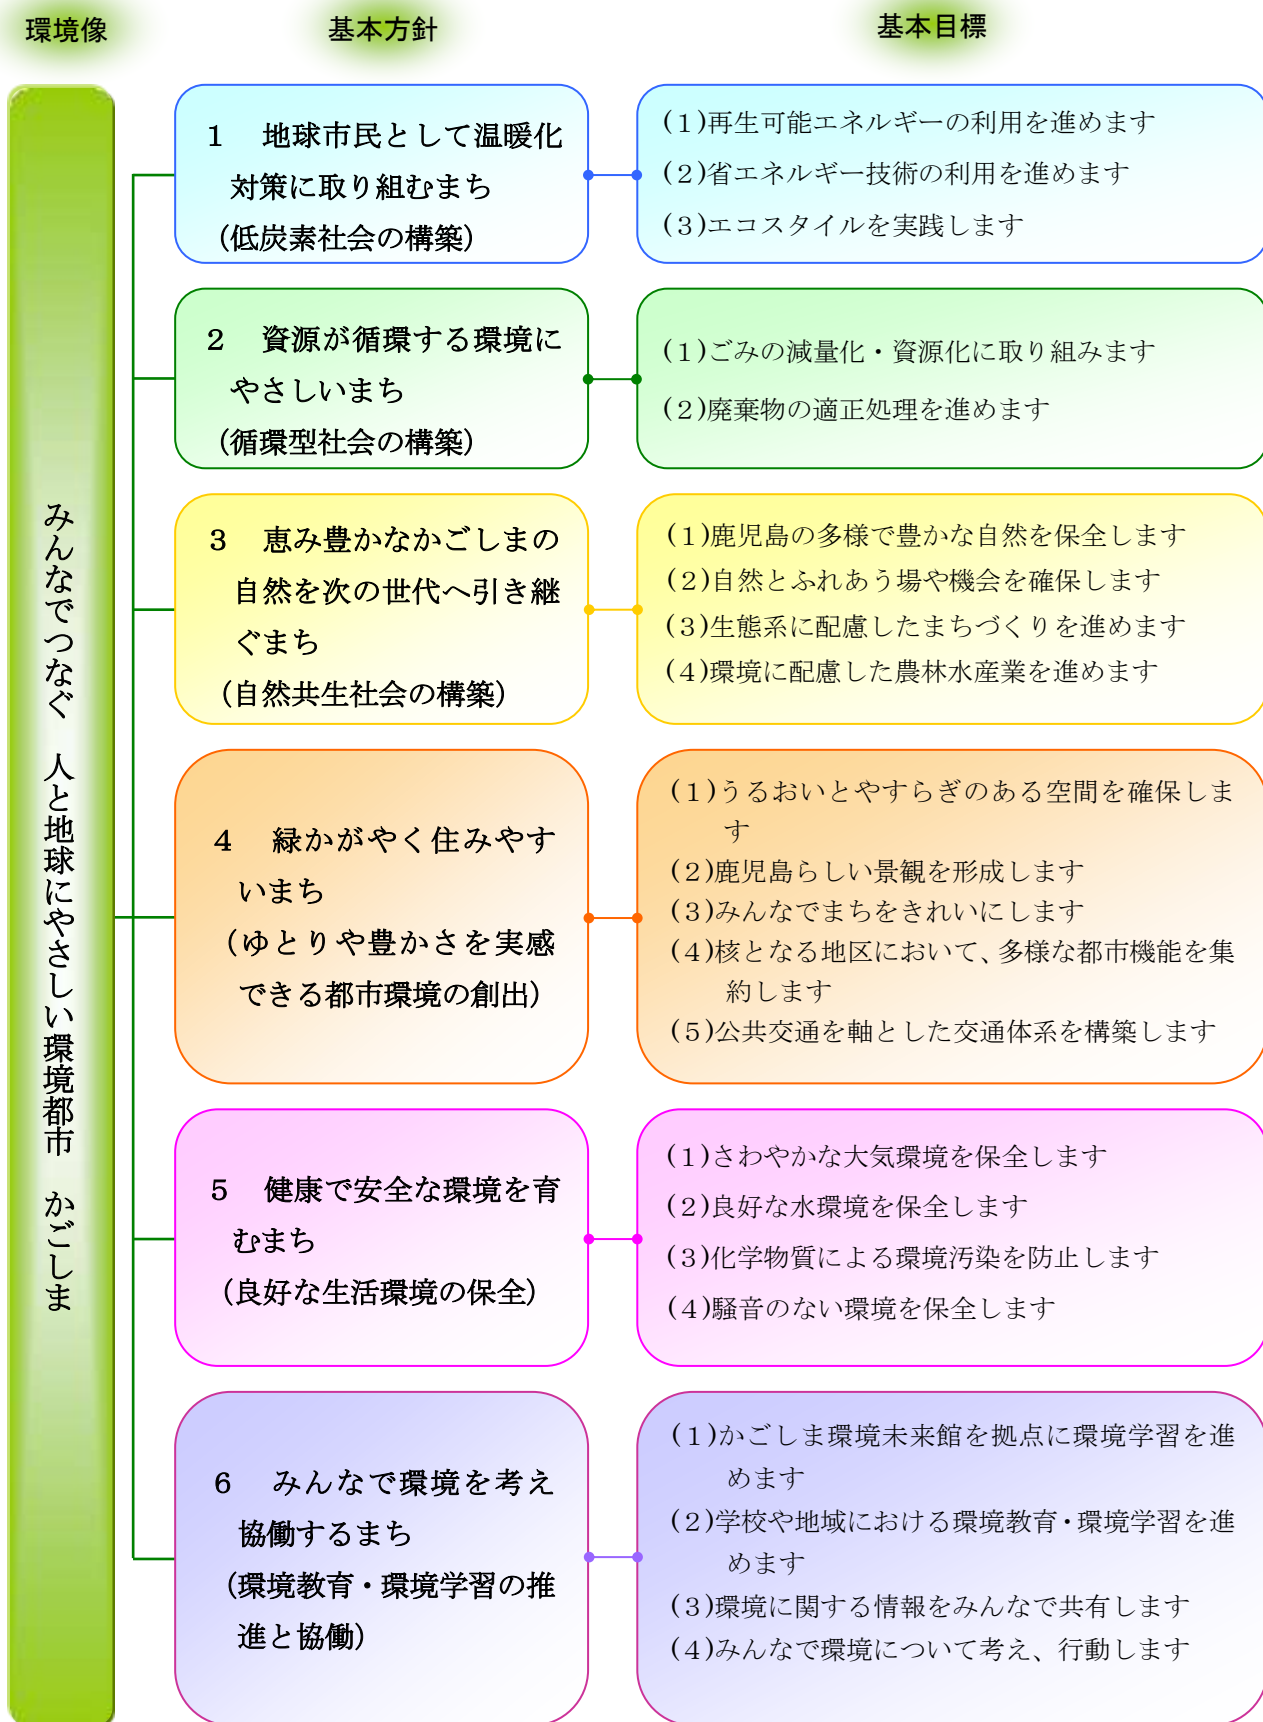 環境像
基本方針
基本目標
みんなでつなぐ　人と地球にやさしい環境都市　かごしま
１　地球市民として温暖化
対策に取り組むまち
（低炭素社会の構築）
(１)再生可能エネルギーの利用を進めます
(２)省エネルギー技術の利用を進めます
(３)エコスタイルを実践します
２　資源が循環する環境に
やさしいまち
（循環型社会の構築）
(１)ごみの減量化・資源化に取り組みます
(２)廃棄物の適正処理を進めます
３　恵み豊かなかごしまの
自然を次の世代へ引き継
ぐまち
（自然共生社会の構築）
(１)鹿児島の多様で豊かな自然を保全します
(２)自然とふれあう場や機会を確保します
(３)生態系に配慮したまちづくりを進めます
(４)環境に配慮した農林水産業を進めます
４　緑かがやく住みやす
いまち
（ゆとりや豊かさを実感
できる都市環境の創出）
(１)うるおいとやすらぎのある空間を確保しま
す
(２)鹿児島らしい景観を形成します
(３)みんなでまちをきれいにします
(４)核となる地区において、多様な都市機能を集
約します
(５)公共交通を軸とした交通体系を構築します
５　健康で安全な環境を育
むまち
（良好な生活環境の保全）
(１)さわやかな大気環境を保全します
(２)良好な水環境を保全します
(３)化学物質による環境汚染を防止します
(４)騒音のない環境を保全します
６　みんなで環境を考え
協働するまち
（環境教育・環境学習の推
進と協働）
(１)かごしま環境未来館を拠点に環境学習を進
めます
(２)学校や地域における環境教育・環境学習を進
めます
(３)環境に関する情報をみんなで共有します
(４)みんなで環境について考え、行動します